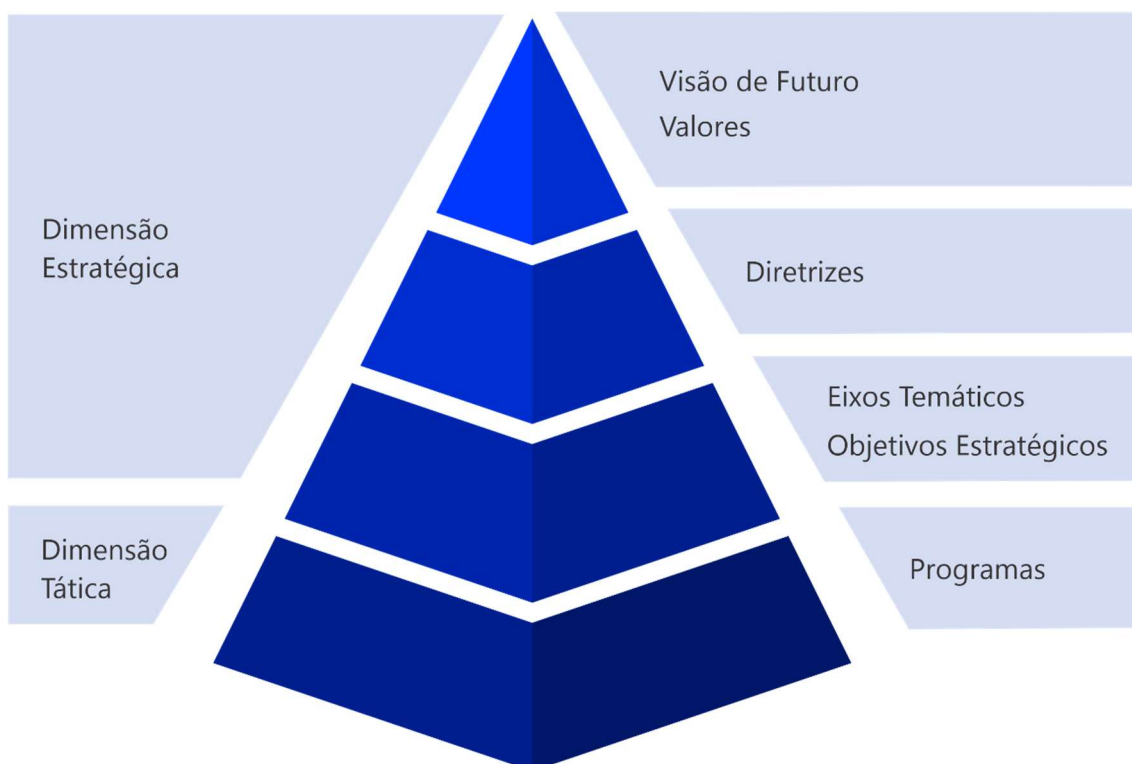 Visão de Futuro
Valores
Dimensão
Estratégica
Diretrizes
Eixos Temáticos
Objetivos Estratégicos
Dimensão
Tática
Programas